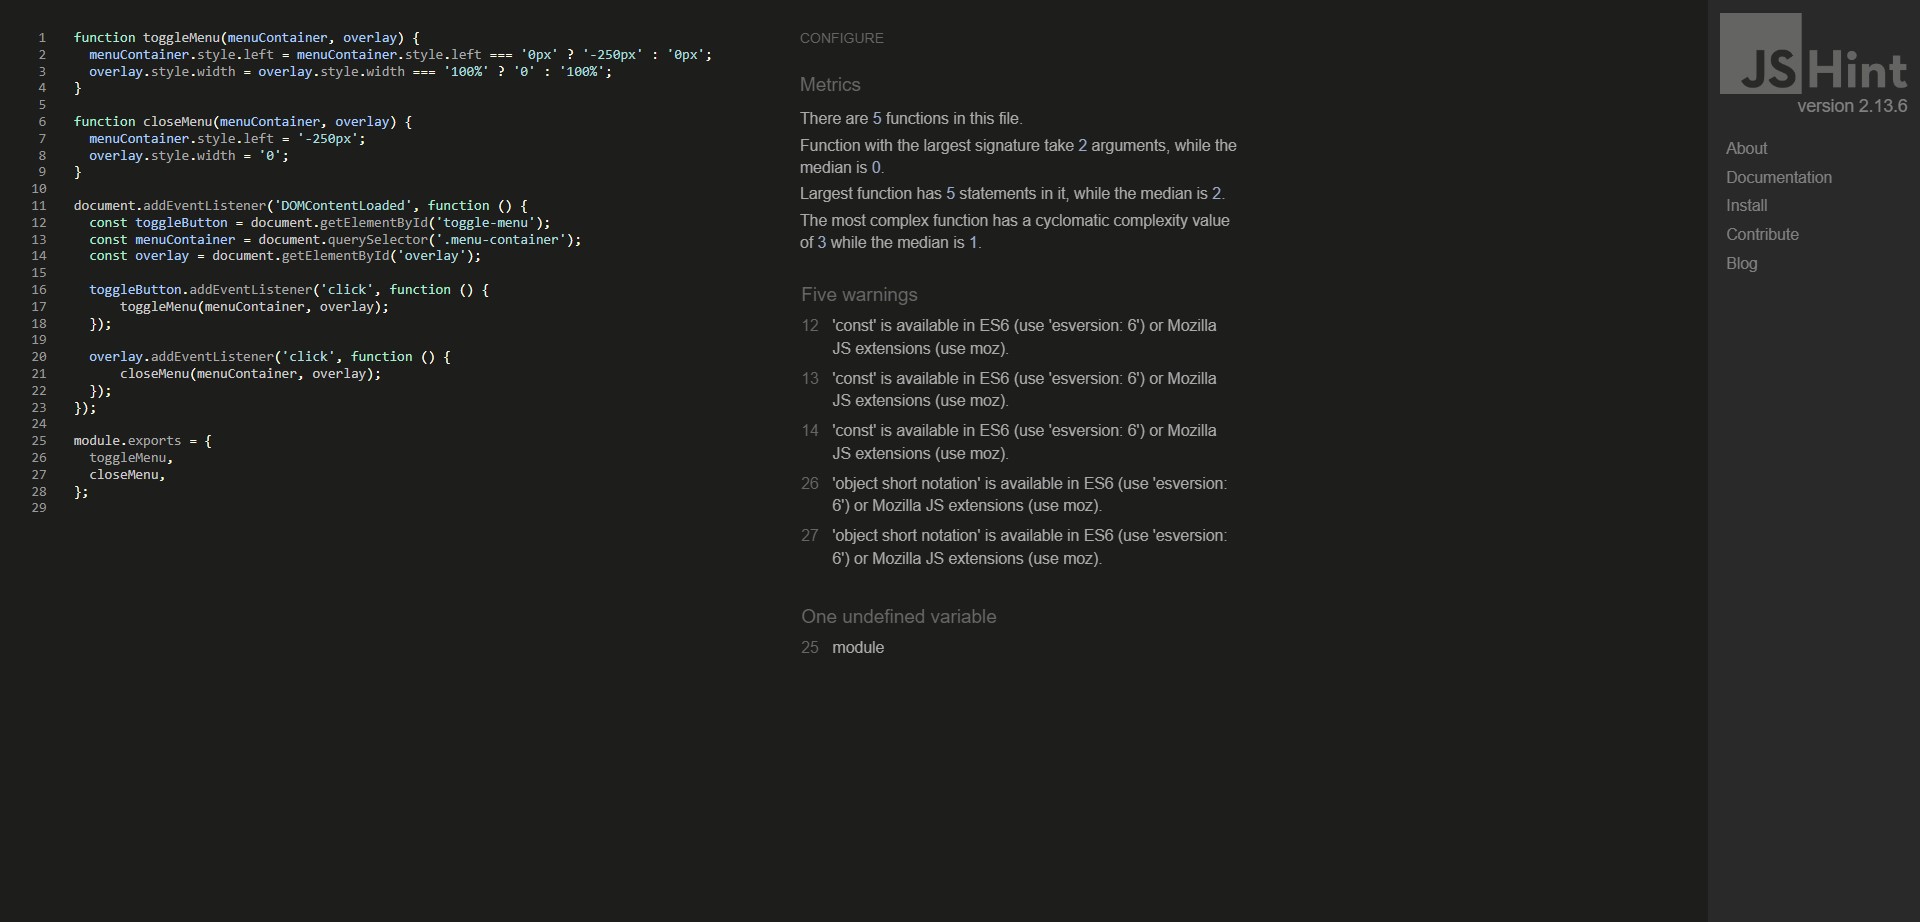 1 function toggleMenu(menuContainer, overlay) {
2 menuContainer.style.left = menuContainer.style.left === '0px' ? '-250px' : '0px';
3 overlay.style.width = overlay.style.width === '100%' ? '0' : '100%';
4 }
5
6 function closeMenu(menuContainer, overlay) {
7 menuContainer.style.left = '-250px';
8 overlay.style.width = '0';
9 }
10
11 document.addEventListener('DOMContentLoaded', function () {
12 const toggleButton = document.getElementById('toggle-menu');
13 const menuContainer = document.querySelector('.menu-container');
14 const overlay = document.getElementById('overlay');
15
16 toggleButton.addEventListener('click', function () {
17 toggleMenu(menuContainer, overlay);
18 });
19
20 overlay.addEventListener('click', function () {
21 closeMenu(menuContainer, overlay);
22 });
23 });
24
25 module.exports = {
26 toggleMenu,
27 closeMenu,
28 };
29
CONFIGURE
Metrics
There are 5 functions in this file.
Function with the largest signature take 2 arguments, while the
median is 0.
Largest function has 5 statements in it, while the median is 2.
The most complex function has a cyclomatic complexity value
of 3 while the median is 1.
Five warnings
12 'const' is available in ES6 (use 'esversion: 6') or Mozilla
JS extensions (use moz).
13 'const' is available in ES6 (use 'esversion: 6') or Mozilla
JS extensions (use moz).
14 'const' is available in ES6 (use 'esversion: 6') or Mozilla
JS extensions (use moz).
26 'object short notation' is available in ES6 (use 'esversion:
6') or Mozilla JS extensions (use moz).
27 'object short notation' is available in ES6 (use 'esversion:
6') or Mozilla JS extensions (use moz).
One undefined variable
25 module
JSHint
version 2.13.6
About
Documentation
Install
Contribute
Blog